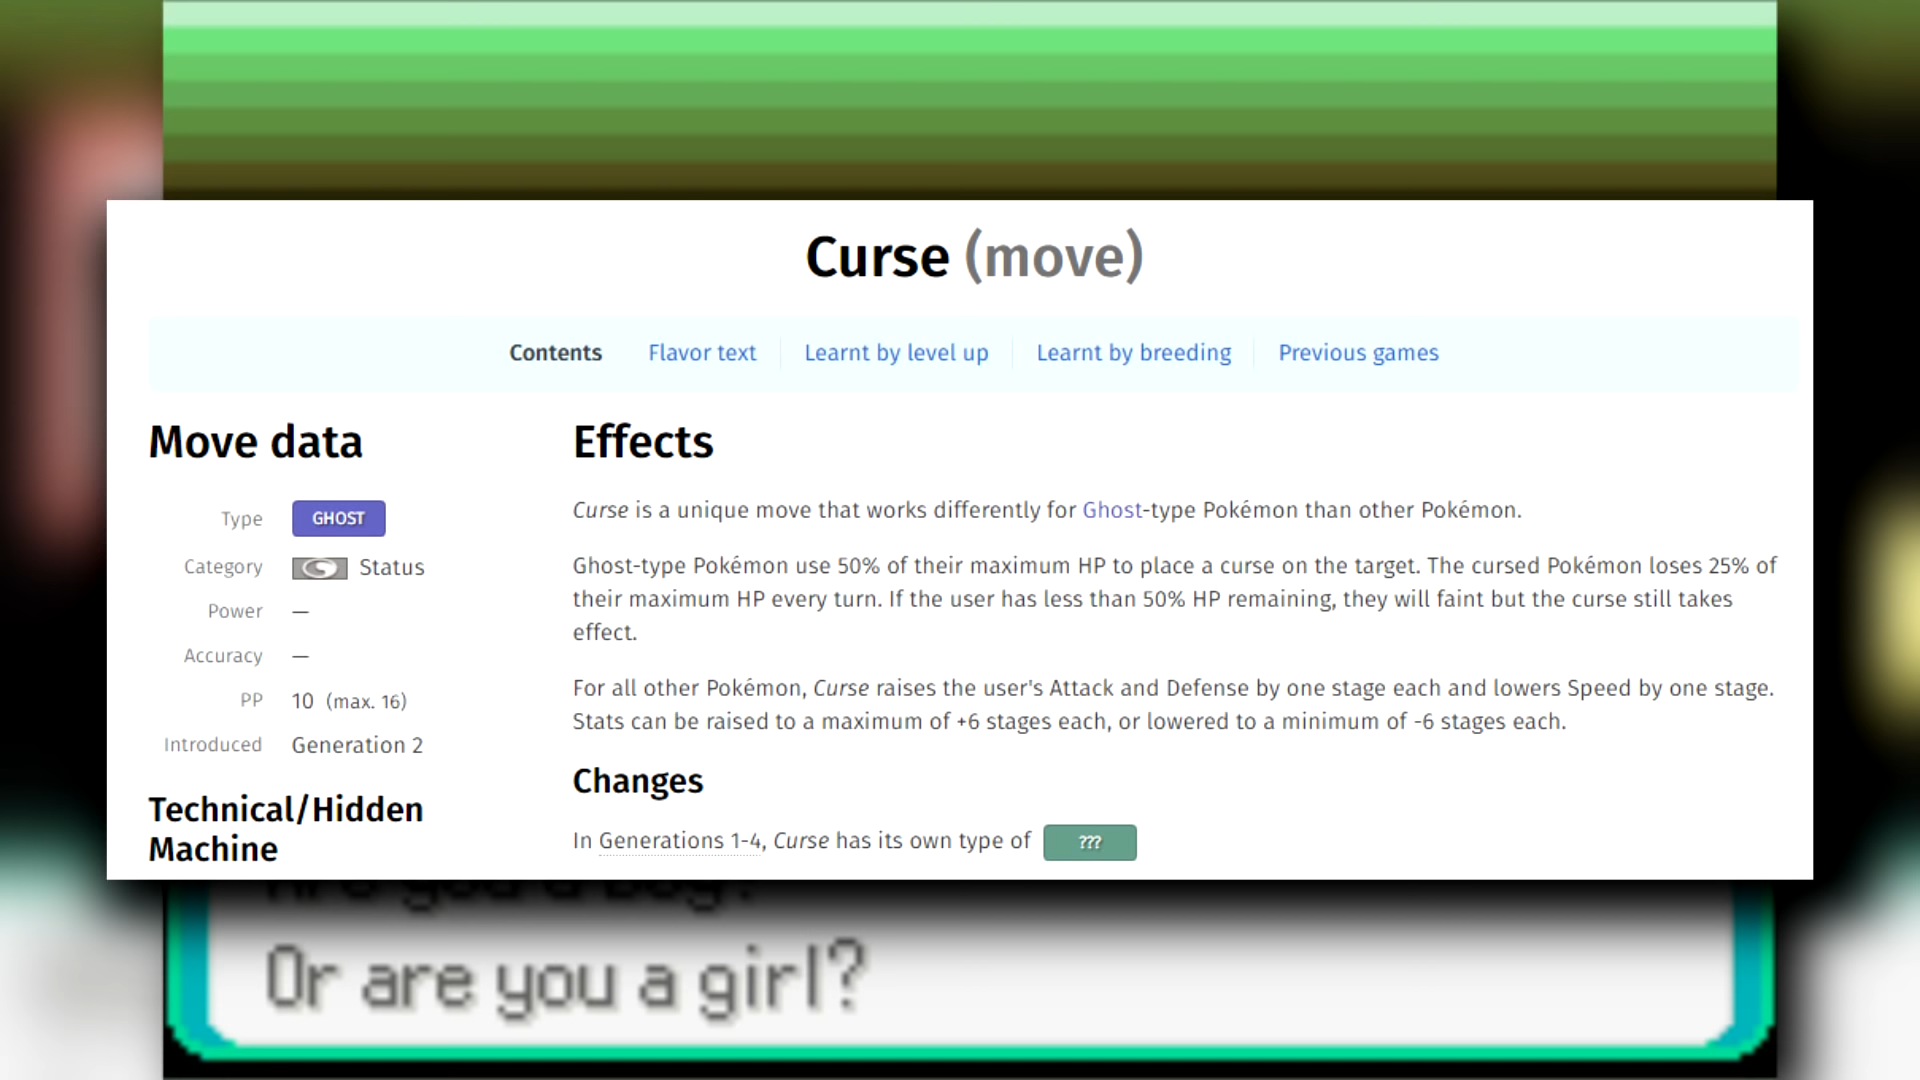 Curse (move)
Contents Flavor text Learnt by level up Learnt by breeding Previous games
Move data
Type GHOST
Category Status
Power —
Accuracy —
PP 10 (max. 16)
Introduced Generation 2
Technical/Hidden
Machine
Effects
Curse is a unique move that works differently for Ghost-type Pokémon than other Pokémon.
Ghost-type Pokémon use 50% of their maximum HP to place a curse on the target. The cursed Pokémon loses 25% of
their maximum HP every turn. If the user has less than 50% HP remaining, they will faint but the curse still takes
effect.
For all other Pokémon, Curse raises the user's Attack and Defense by one stage each and lowers Speed by one stage.
Stats can be raised to a maximum of +6 stages each, or lowered to a minimum of -6 stages each.
Changes
In Generations 1-4, Curse has its own type of ???
Or are you a girl?